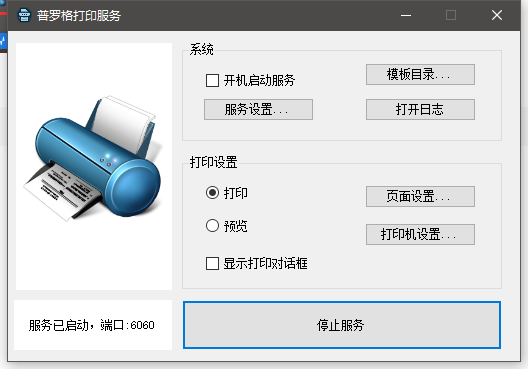 普罗格打印服务
系统
开机启动服务
模板目录...
服务设置...
打开日志
打印设置
打印
页面设置...
预览
打印机设置...
显示打印对话框
服务已启动，端口:6060
停止服务